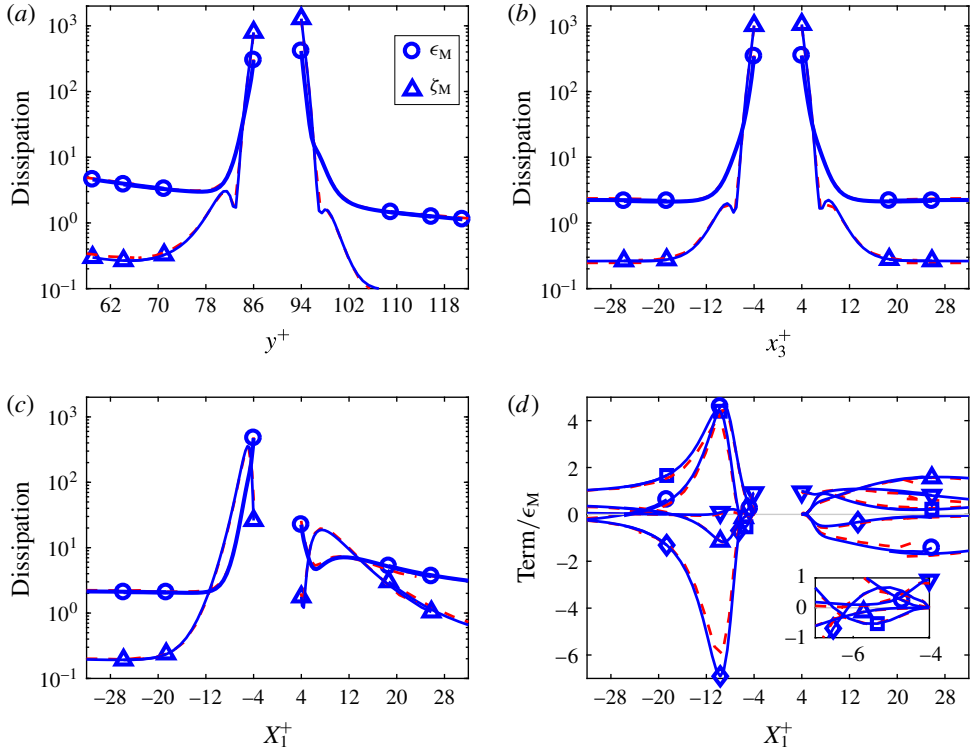 (a)
10³
10²
10¹
10⁰
10⁻¹
Dissipation
62 70 78 86 94 102 110 118
y⁺
ϵ_M
ζ_M
(b)
10³
10²
10¹
10⁰
10⁻¹
Dissipation
−28 −20 −12 −4 4 12 20 28
x₃⁺
(c)
10³
10²
10¹
10⁰
10⁻¹
Dissipation
−28 −20 −12 −4 4 12 20 28
X₁⁺
(d)
4
2
0
−2
−4
−6
Term/ϵ_M
−28 −20 −12 −4 4 12 20 28
X₁⁺
1
0
−1
−6 −4